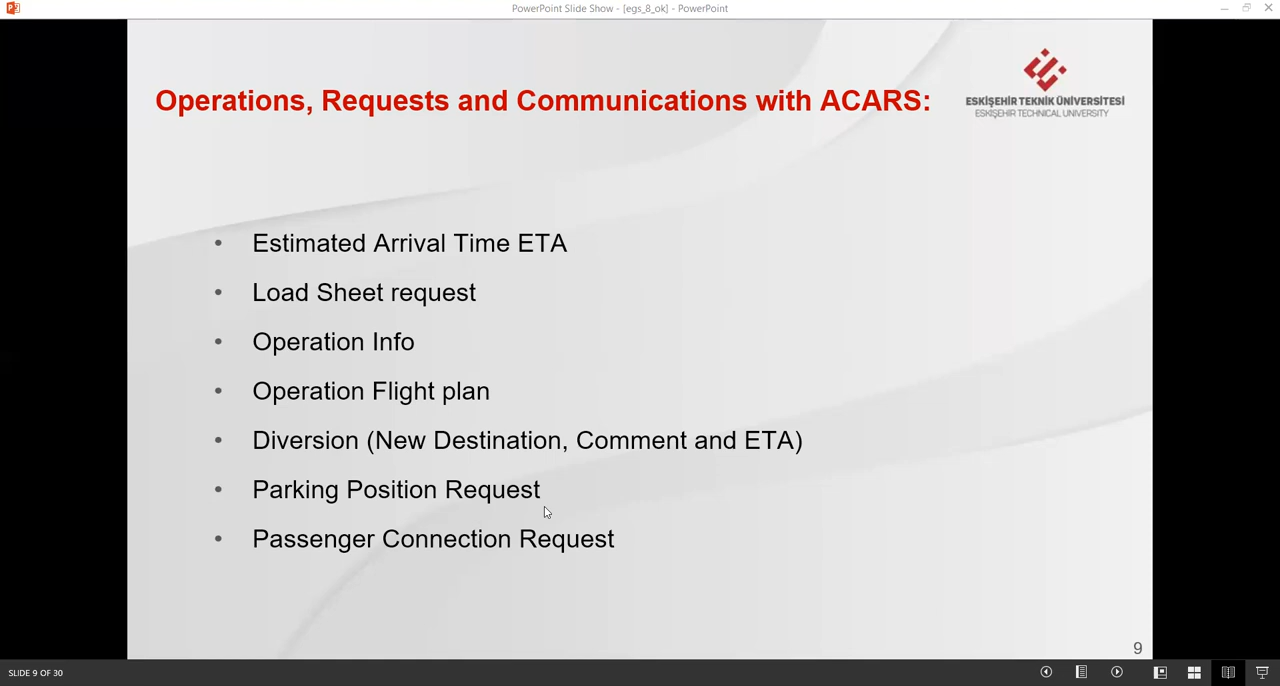 PowerPoint Slide Show - [egs_8_ok] - PowerPoint
Operations, Requests and Communications with ACARS:
ESKİŞEHİR TEKNİK ÜNİVERSİTESİ
ESKİŞEHİR TECHNICAL UNIVERSITY
• Estimated Arrival Time ETA
• Load Sheet request
• Operation Info
• Operation Flight plan
• Diversion (New Destination, Comment and ETA)
• Parking Position Request
• Passenger Connection Request
9
SLIDE 9 OF 30